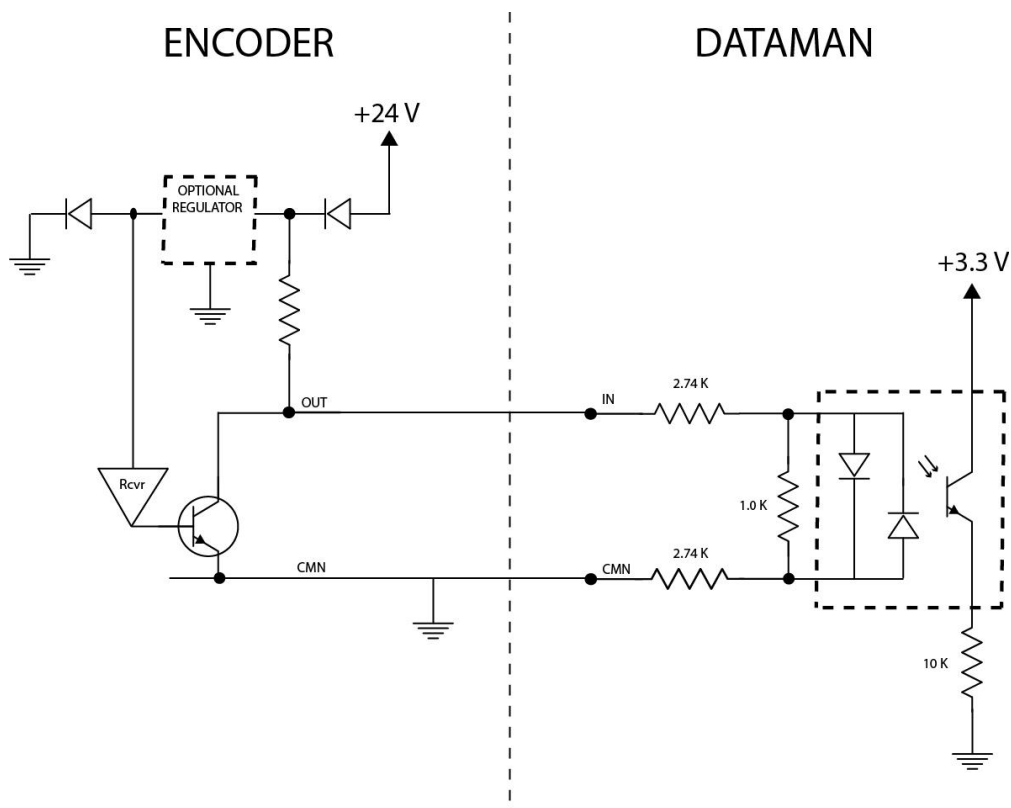 ENCODER
DATAMAN
+24 V
OPTIONAL
REGULATOR
+3.3 V
2.74 K
OUT
IN
Rcvr
1.0 K
2.74 K
CMN
CMN
10 K